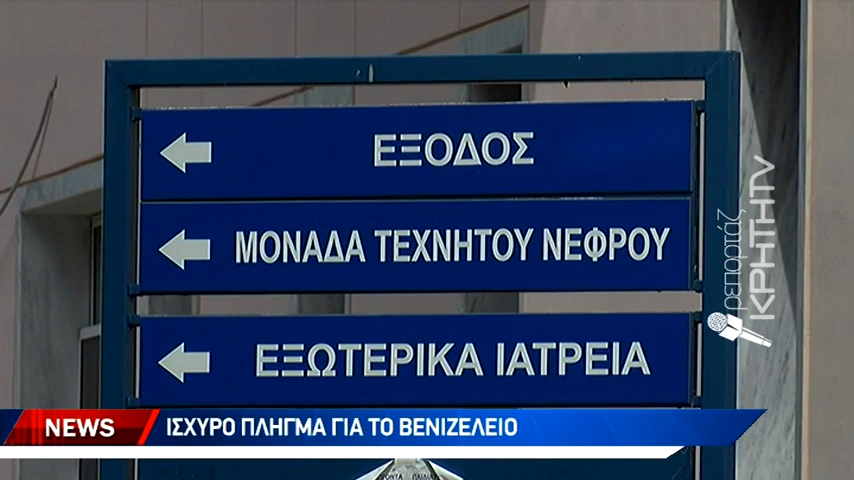 ΕΞΟΔΟΣ
ΜΟΝΑΔΑ ΤΕΧΝΗΤΟΥ ΝΕΦΡΟΥ
ΕΞΩΤΕΡΙΚΑ ΙΑΤΡΕΙΑ
ρεπορτάζ
ΚΡΗΤΗTV
NEWS ΙΣΧΥΡΟ ΠΛΗΓΜΑ ΓΙΑ ΤΟ ΒΕΝΙΖΕΛΕΙΟ